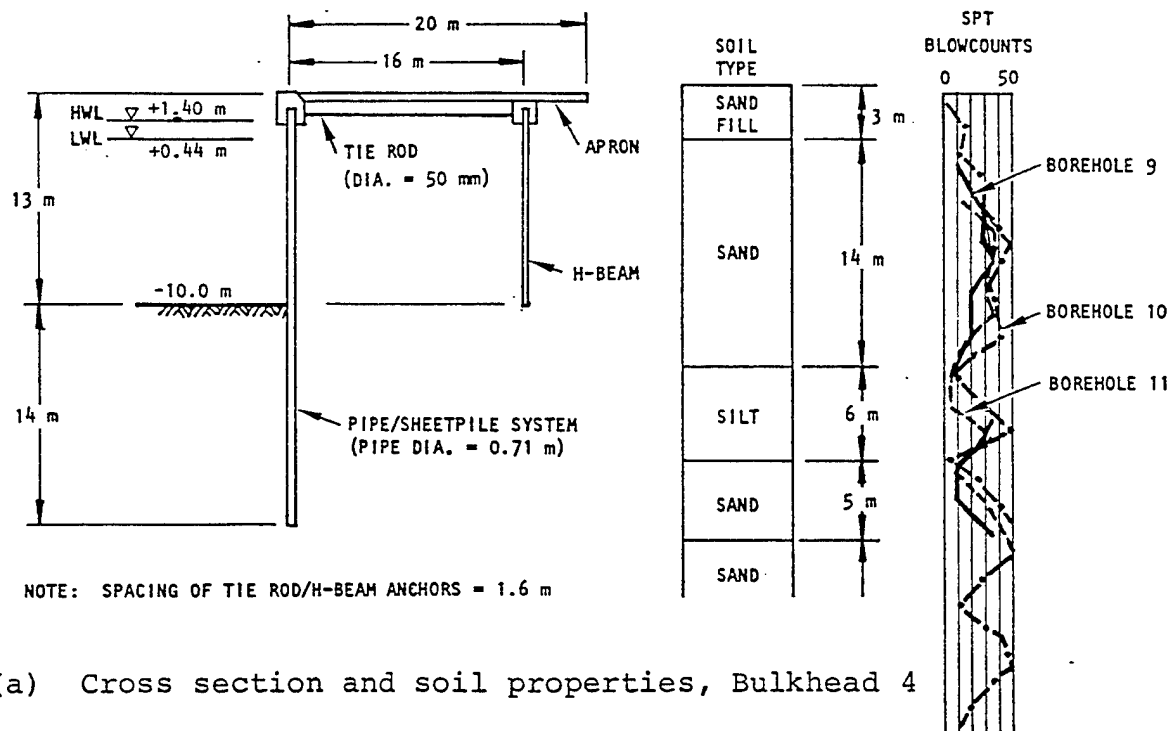 20 m
16 m
HWL +1.40 m
LWL
+0.44 m
TIE ROD
(DIA. = 50 mm)
APRON
13 m
H-BEAM
-10.0 m
14 m
PIPE/SHEETPILE SYSTEM
(PIPE DIA. = 0.71 m)
NOTE: SPACING OF TIE ROD/H-BEAM ANCHORS = 1.6 m
SOIL
TYPE
SAND
FILL
3 m
SAND
14 m
SILT
6 m
SAND
5 m
SAND
SPT
BLOWCOUNTS
0 50
BOREHOLE 9
BOREHOLE 10
BOREHOLE 11
(a) Cross section and soil properties, Bulkhead 4